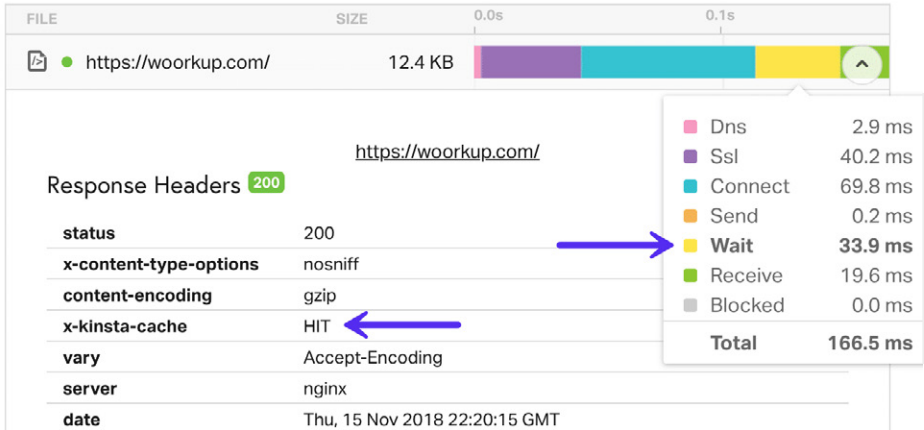 FILE SIZE 0.0s 0.1s
https://woorkup.com/ 12.4 KB
Dns 2.9 ms
Ssl 40.2 ms
Connect 69.8 ms
Send 0.2 ms
Wait 33.9 ms
Receive 19.6 ms
Blocked 0.0 ms
Total 166.5 ms
https://woorkup.com/
Response Headers 200
status 200
x-content-type-options nosniff
content-encoding gzip
x-kinsta-cache HIT
vary Accept-Encoding
server nginx
date Thu, 15 Nov 2018 22:20:15 GMT